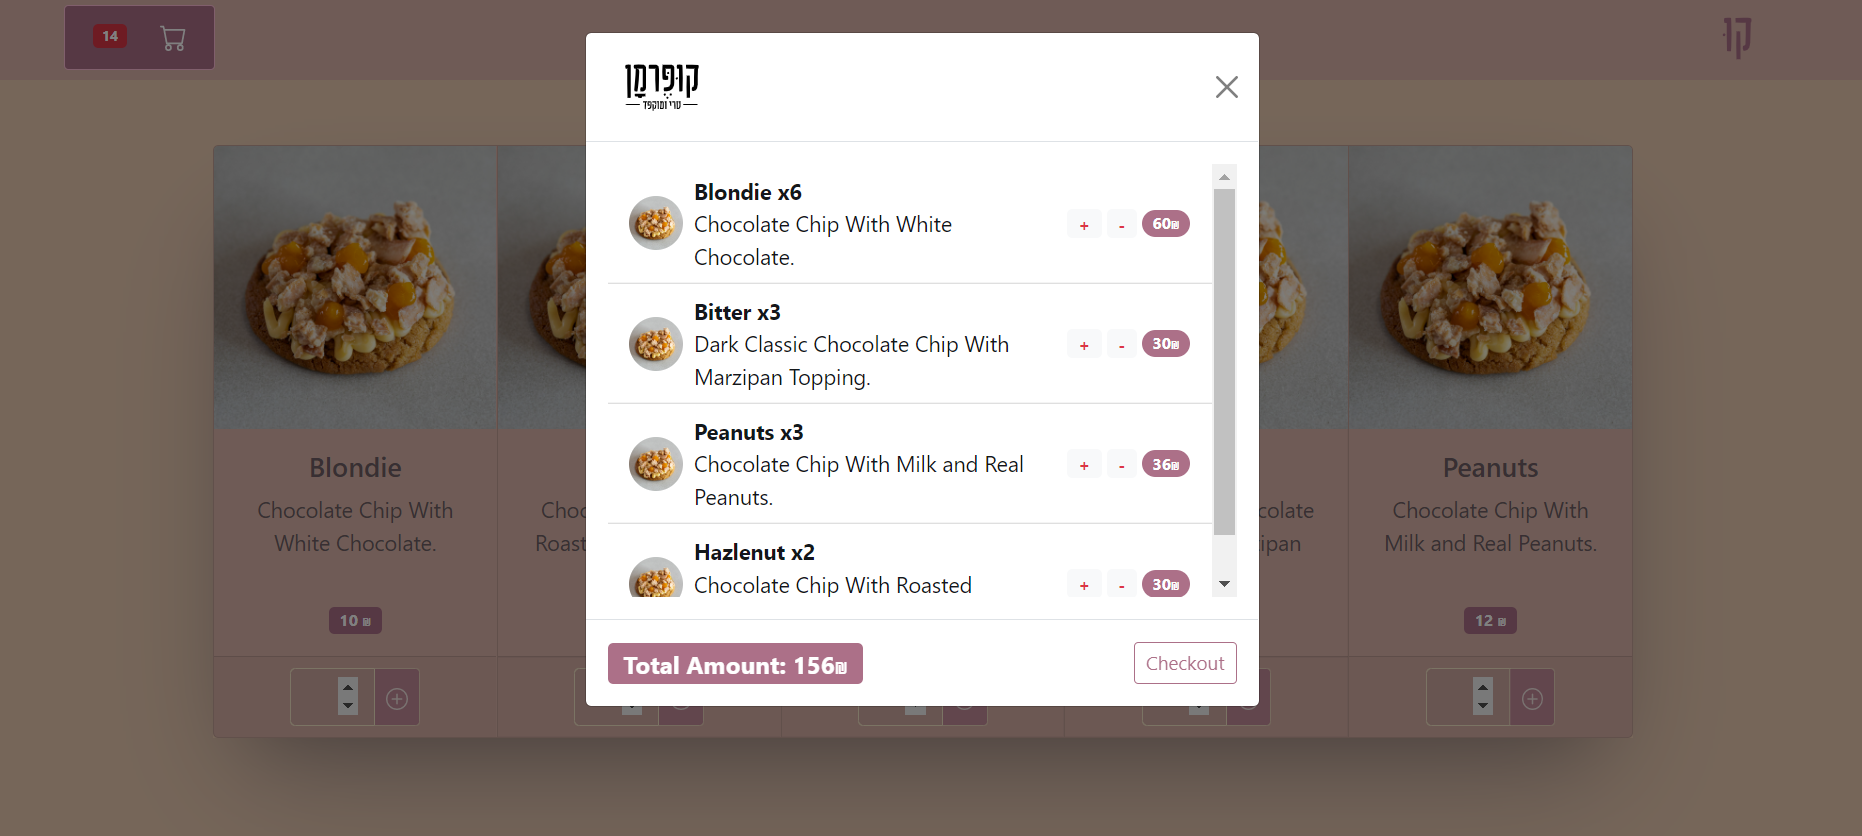 14
קו
קופרמן
טרי ומוקפד
Blondie x6
Chocolate Chip With White
Chocolate.
+ - 60₪
Bitter x3
Dark Classic Chocolate Chip With
Marzipan Topping.
+ - 30₪
Peanuts x3
Chocolate Chip With Milk and Real
Peanuts.
+ - 36₪
Hazlenut x2
Chocolate Chip With Roasted
+ - 30₪
Total Amount: 156₪
Checkout
Blondie
Chocolate Chip With
White Chocolate.
10 ₪
Choc
Roast
colate
ipan
Peanuts
Chocolate Chip With
Milk and Real Peanuts.
12 ₪